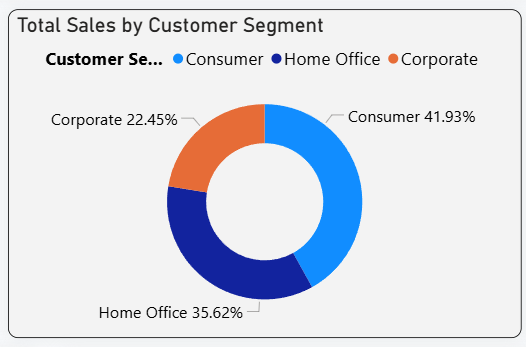 Total Sales by Customer Segment
Customer Se... Consumer Home Office Corporate
Corporate 22.45%
Consumer 41.93%
Home Office 35.62%